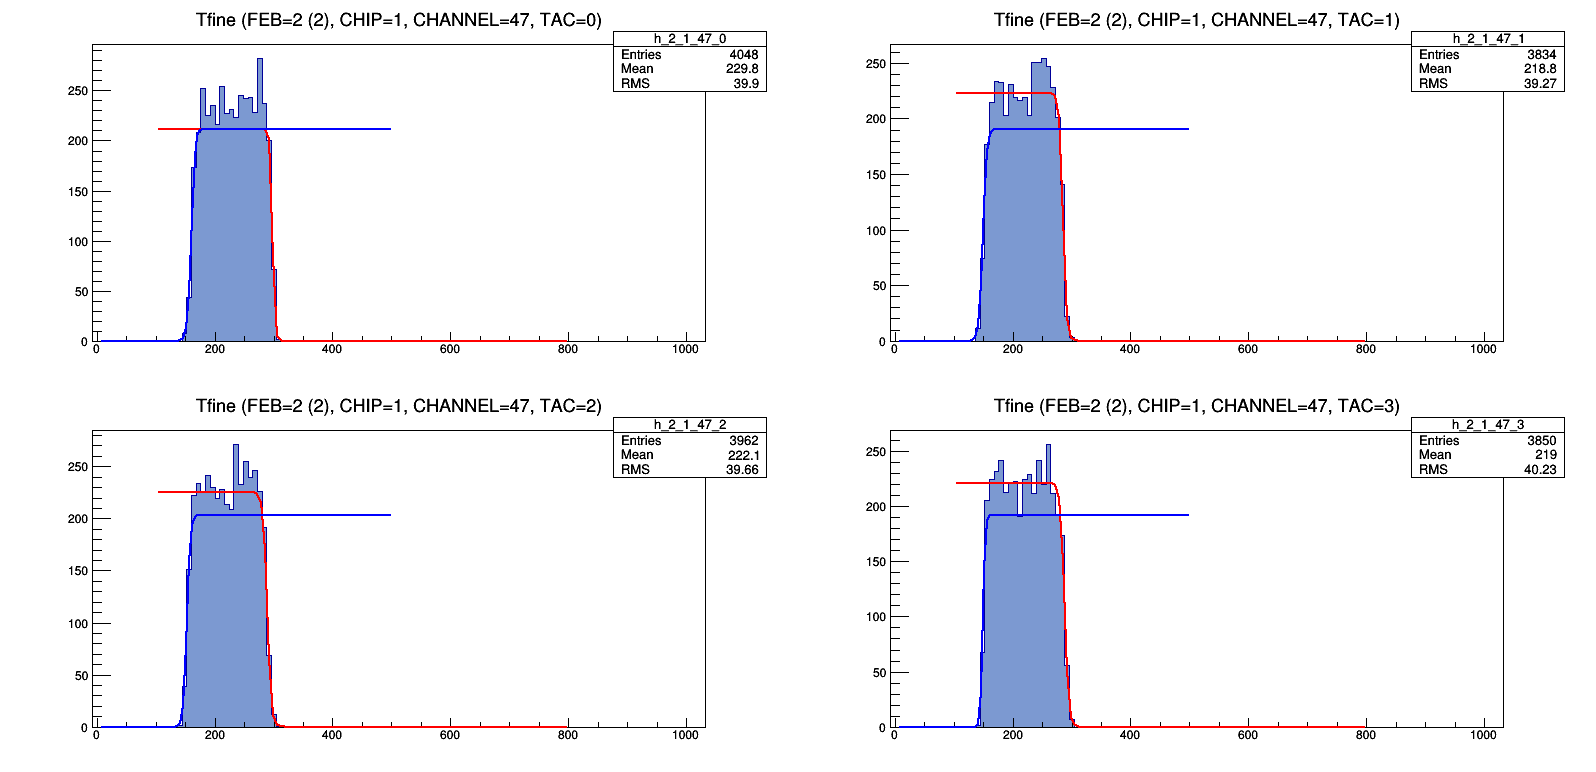 Tfine (FEB=2 (2), CHIP=1, CHANNEL=47, TAC=0)
h_2_1_47_0
Entries 4048
Mean 229.8
RMS 39.9
250
200
150
100
50
0
0 200 400 600 800 1000
Tfine (FEB=2 (2), CHIP=1, CHANNEL=47, TAC=1)
h_2_1_47_1
Entries 3834
Mean 218.8
RMS 39.27
250
200
150
100
50
0
0 200 400 600 800 1000
Tfine (FEB=2 (2), CHIP=1, CHANNEL=47, TAC=2)
h_2_1_47_2
Entries 3962
Mean 222.1
RMS 39.66
250
200
150
100
50
0
0 200 400 600 800 1000
Tfine (FEB=2 (2), CHIP=1, CHANNEL=47, TAC=3)
h_2_1_47_3
Entries 3850
Mean 219
RMS 40.23
250
200
150
100
50
0
0 200 400 600 800 1000